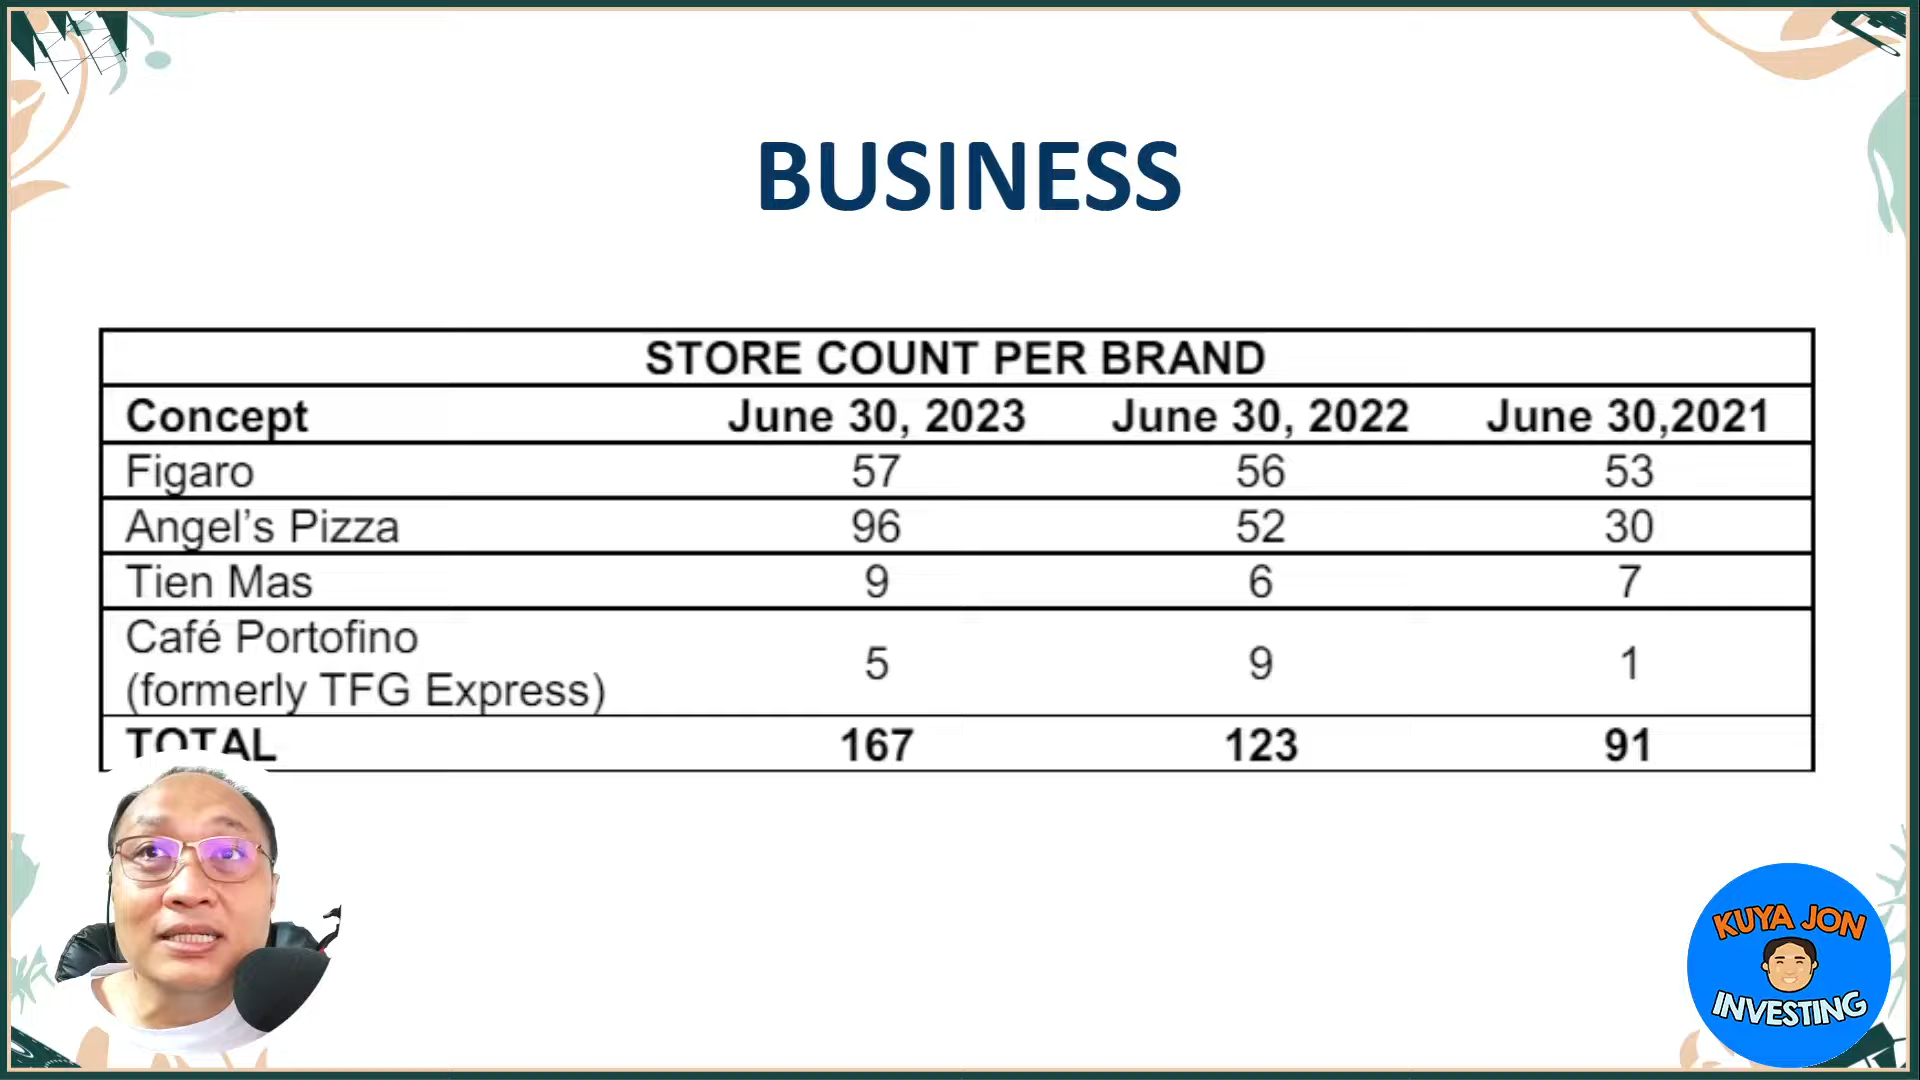 BUSINESS
STORE COUNT PER BRAND
Concept June 30, 2023 June 30, 2022 June 30,2021
Figaro 57 56 53
Angel’s Pizza 96 52 30
Tien Mas 9 6 7
Café Portofino
(formerly TFG Express) 5 9 1
TOTAL 167 123 91
KUYA JON
INVESTING